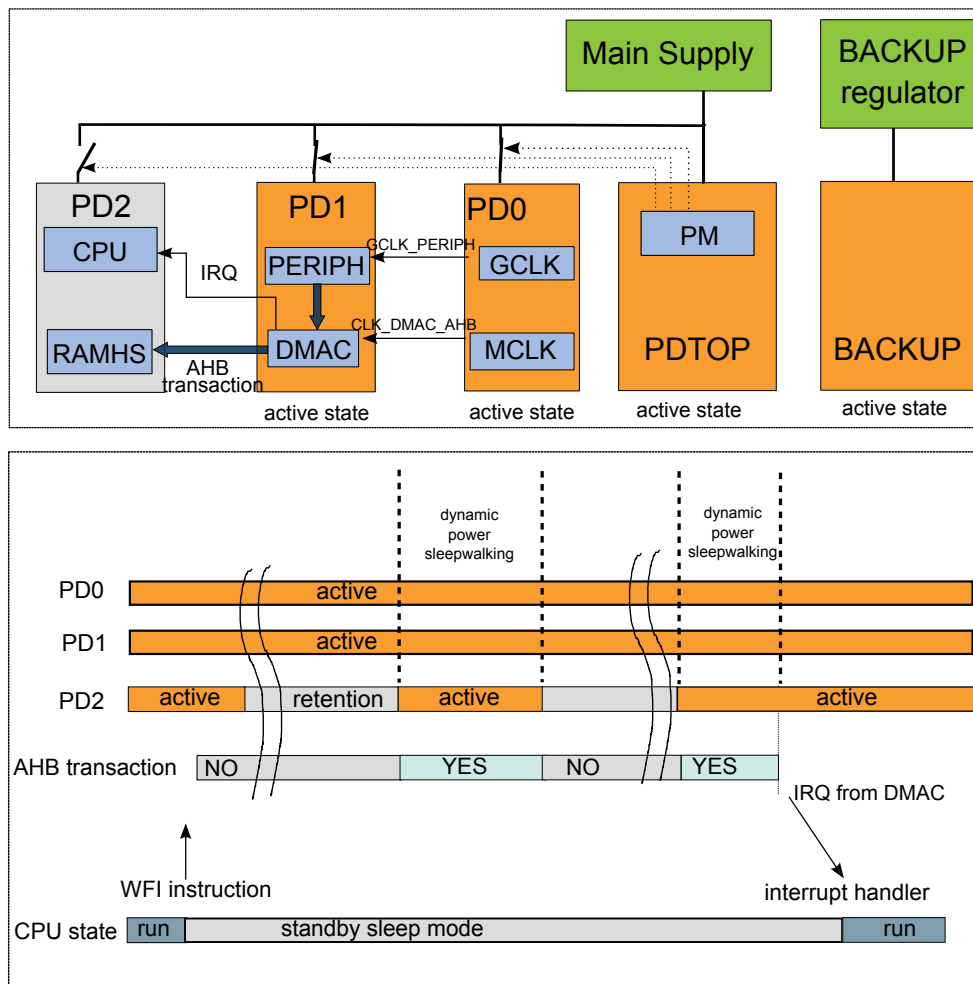 Main Supply
BACKUP
regulator
PD2
CPU
RAMHS
IRQ
AHB
transaction
PD1
PERIPH
DMAC
active state
GCLK_PERIPH
CLK_DMAC_AHB
PD0
GCLK
MCLK
active state
PM
PDTOP
active state
BACKUP
active state
dynamic
power
sleepwalking
dynamic
power
sleepwalking
PD0
active
PD1
active
PD2
active
retention
active
active
AHB transaction
NO
YES
NO
YES
IRQ from DMAC
WFI instruction
interrupt handler
CPU state
run
standby sleep mode
run